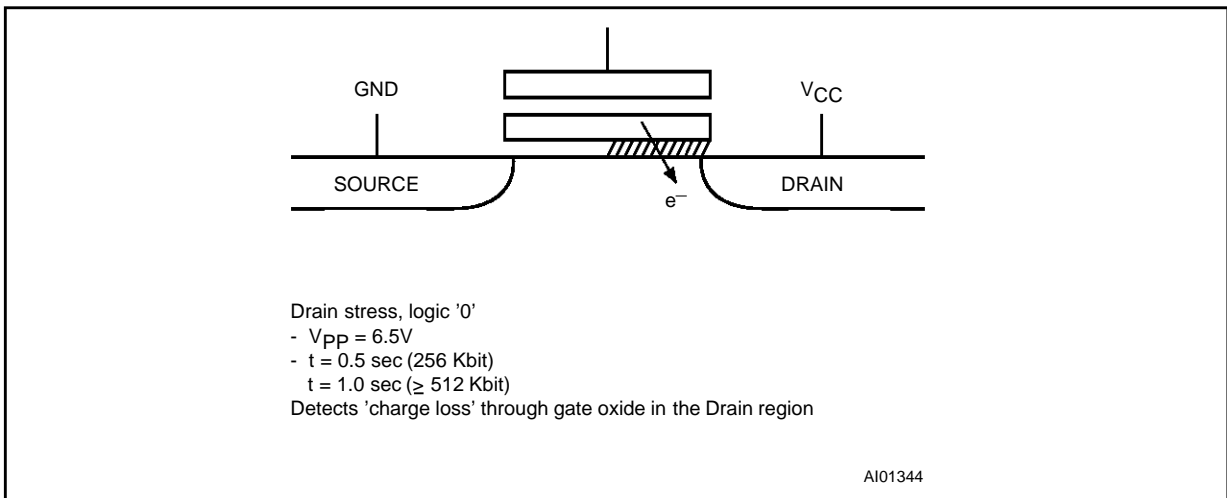 GND
VCC
SOURCE
DRAIN
e–
Drain stress, logic ’0’
- VPP = 6.5V
- t = 0.5 sec (256 Kbit)
t = 1.0 sec (≥ 512 Kbit)
Detects ’charge loss’ through gate oxide in the Drain region
AI01344